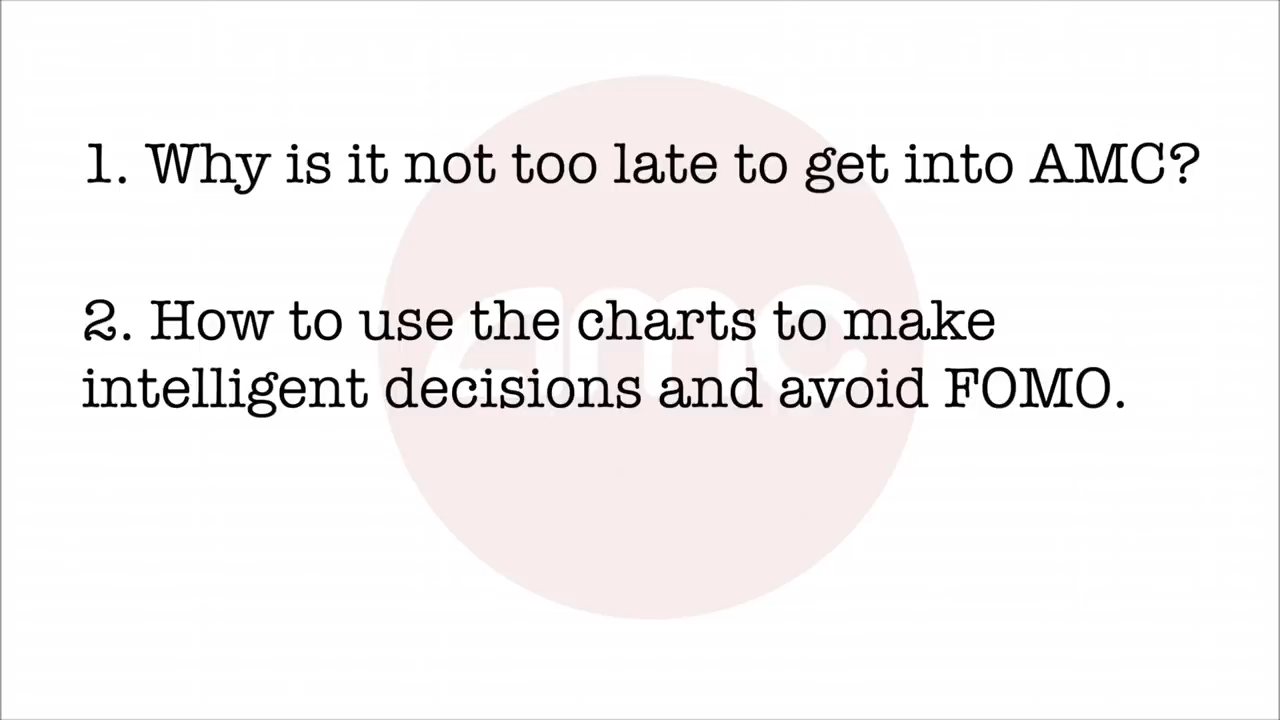 1. Why is it not too late to get into AMC?
2. How to use the charts to make
intelligent decisions and avoid FOMO.
amc